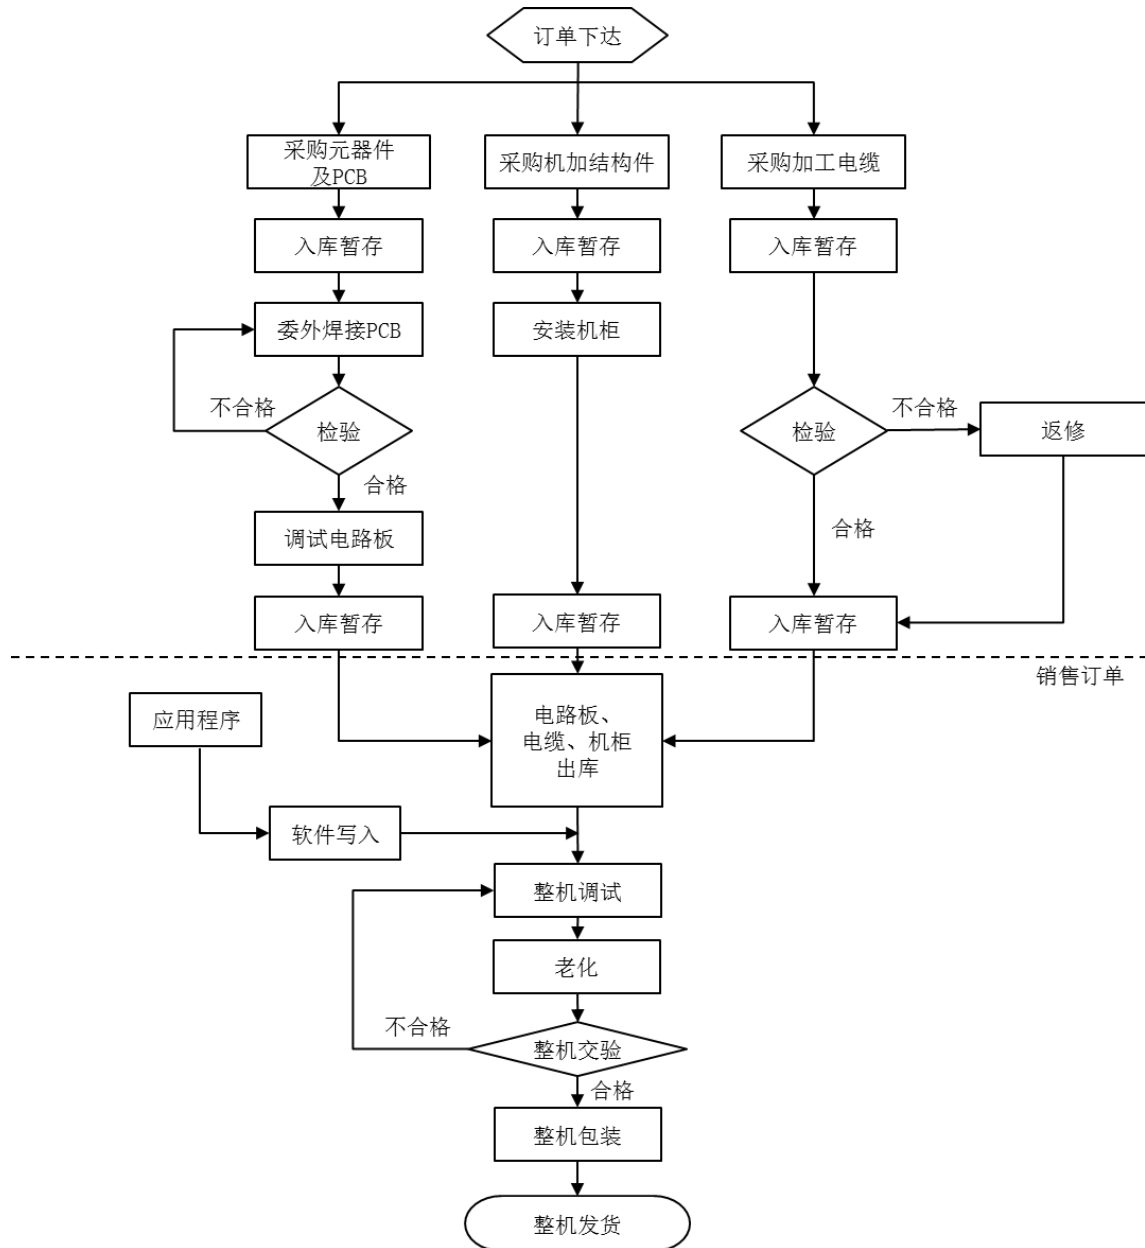 订单下达
采购元器件
及PCB
采购机加结构件
采购加工电缆
入库暂存
入库暂存
入库暂存
委外焊接PCB
安装机柜
不合格
检验
不合格
检验
返修
合格
合格
调试电路板
入库暂存
入库暂存
入库暂存
销售订单
电路板、
电缆、机柜
出库
应用程序
软件写入
整机调试
老化
不合格
整机交验
合格
整机包装
整机发货